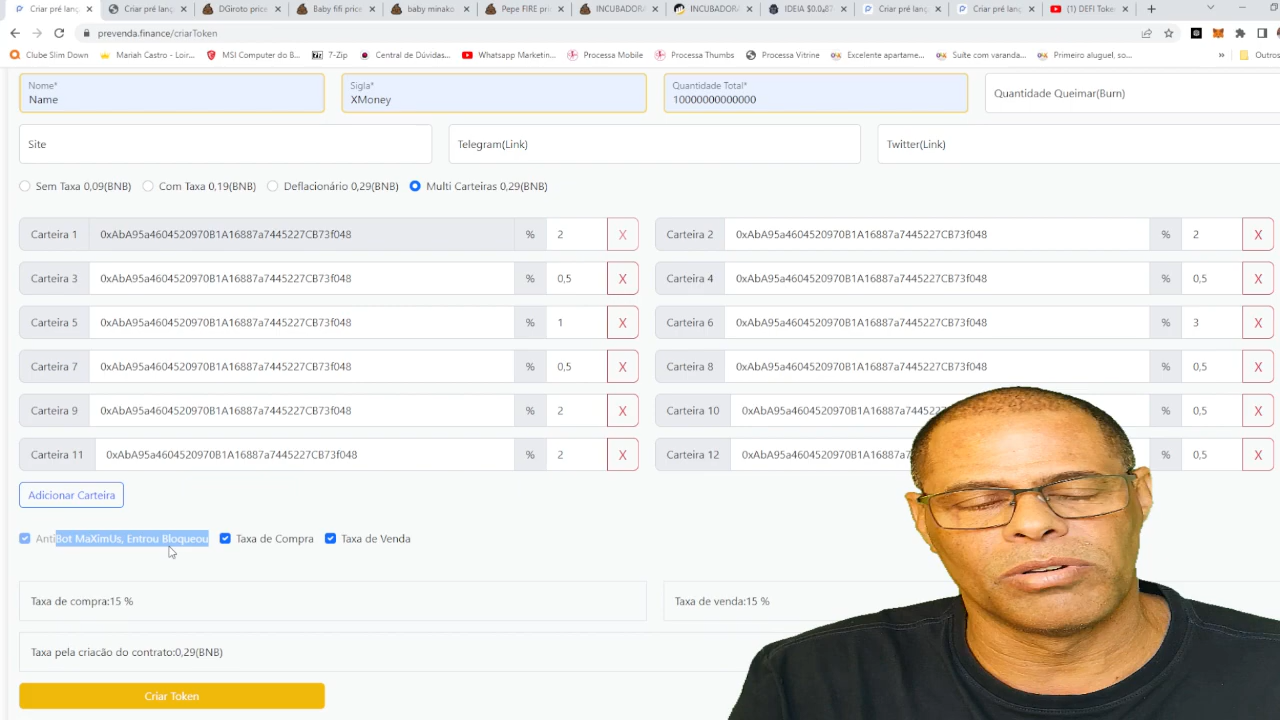 Criar pré lanç
Criar pré lanç
DGiroto price
Baby fifi price
baby minako
Pepe FIRE pri
INCUBADORA
INCUBADORA
IDEIA $0.0₈87
Criar pré lanç
Criar pré lanç
(1) DEFI Token
prevenda.finance/criarToken
Clube Slim Down
Mariah Castro - Loir...
MSI Computer do B...
7-Zip
Central de Dúvidas...
Whatsapp Marketin...
Processa Mobile
Processa Thumbs
Processa Vitrine
Excelente apartame...
Suíte com varanda...
Primeiro aluguel, so...
»
Outros
Nome*
Name
Sigla*
XMoney
Quantidade Total*
10000000000000
Quantidade Queimar(Burn)
Site
Telegram(Link)
Twitter(Link)
Sem Taxa 0,09(BNB) Com Taxa 0,19(BNB) Deflacionário 0,29(BNB) Multi Carteiras 0,29(BNB)
Carteira 1 0xAbA95a4604520970B1A16887a7445227CB73f048 % 2 X
Carteira 2 0xAbA95a4604520970B1A16887a7445227CB73f048 % 2 X
Carteira 3 0xAbA95a4604520970B1A16887a7445227CB73f048 % 0,5 X
Carteira 4 0xAbA95a4604520970B1A16887a7445227CB73f048 % 0,5 X
Carteira 5 0xAbA95a4604520970B1A16887a7445227CB73f048 % 1 X
Carteira 6 0xAbA95a4604520970B1A16887a7445227CB73f048 % 3 X
Carteira 7 0xAbA95a4604520970B1A16887a7445227CB73f048 % 0,5 X
Carteira 8 0xAbA95a4604520970B1A16887a7445227CB73f048 % 0,5 X
Carteira 9 0xAbA95a4604520970B1A16887a7445227CB73f048 % 2 X
Carteira 10 0xAbA95a4604520970B1A16887a74452 % 0,5 X
Carteira 11 0xAbA95a4604520970B1A16887a7445227CB73f048 % 2 X
Carteira 12 0xAbA95a4604520970B1A16887a % 0,5 X
Adicionar Carteira
AntiBot MaXimUs, Entrou Bloqueou Taxa de Compra Taxa de Venda
Taxa de compra:15 %
Taxa de venda:15 %
Taxa pela criacão do contrato:0,29(BNB)
Criar Token